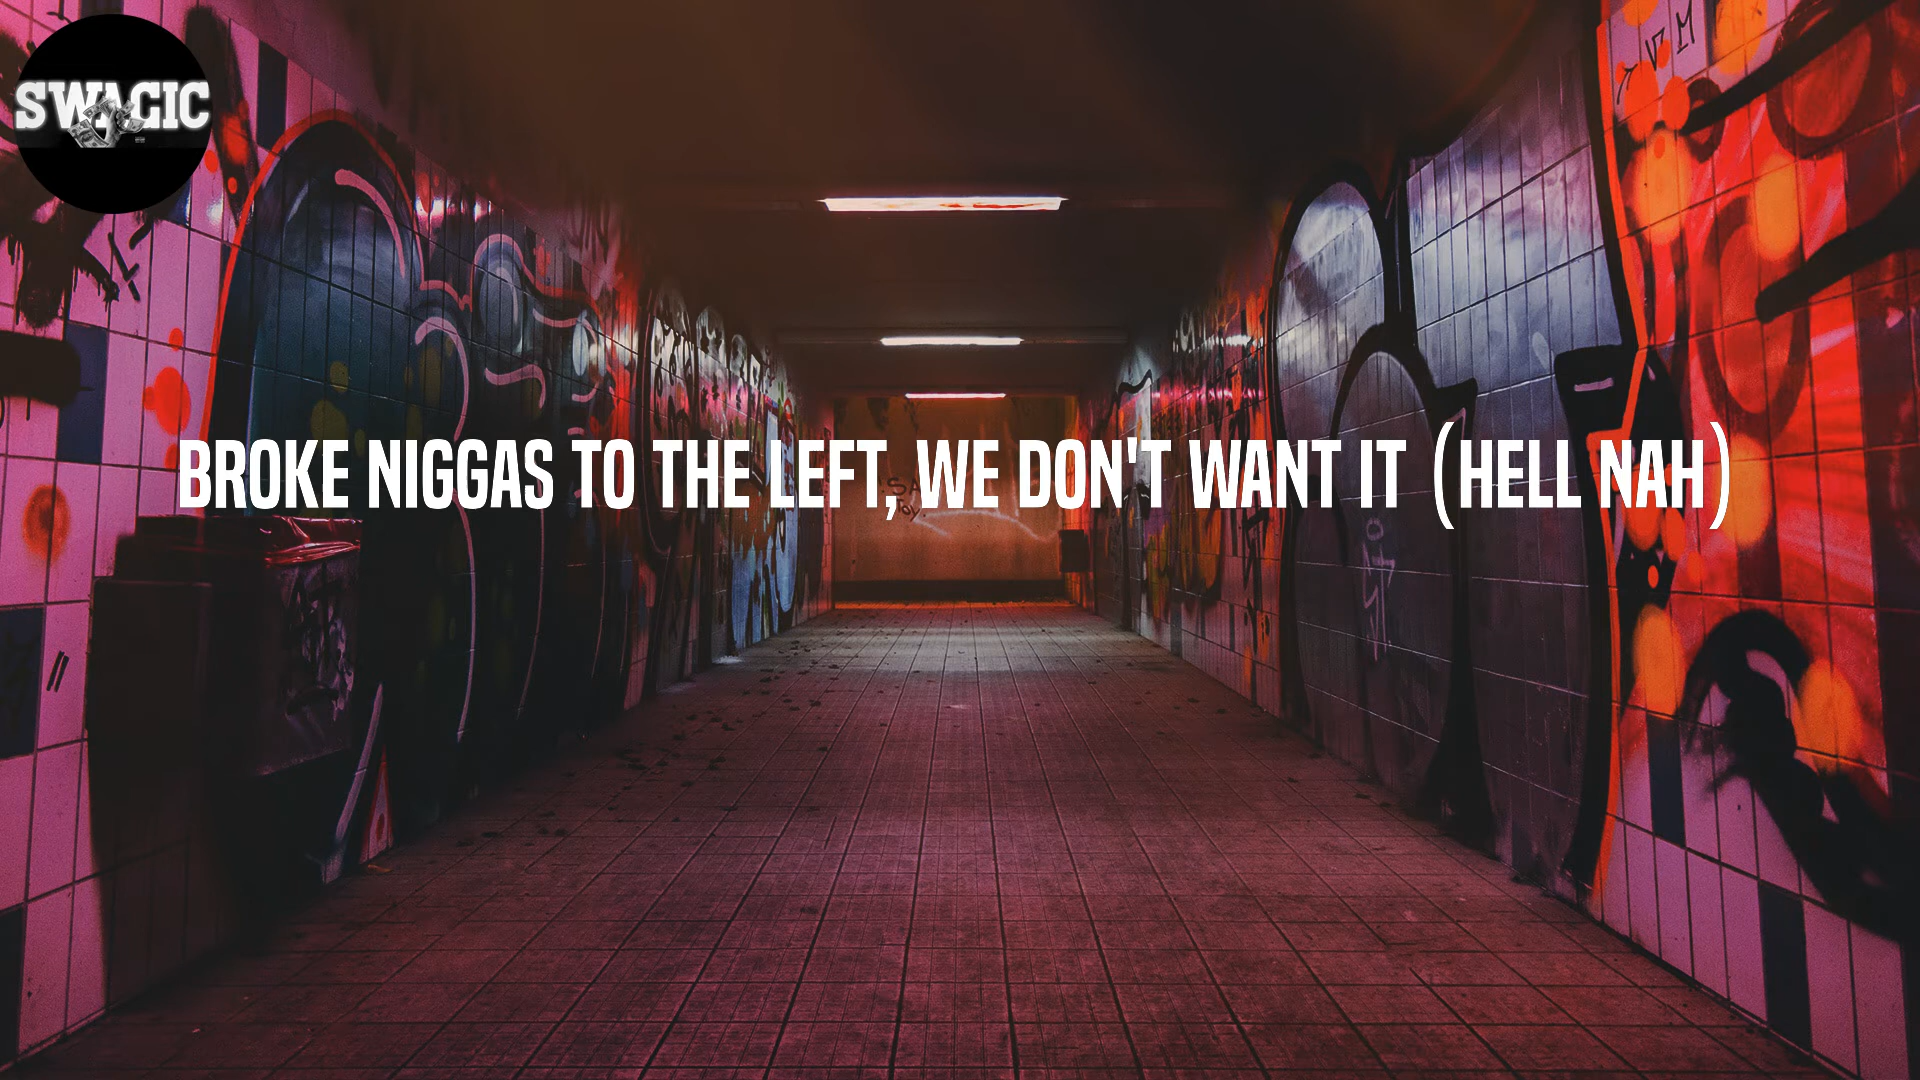 SWAGIC
BROKE NIGGAS TO THE LEFT, WE DON'T WANT IT (HELL NAH)